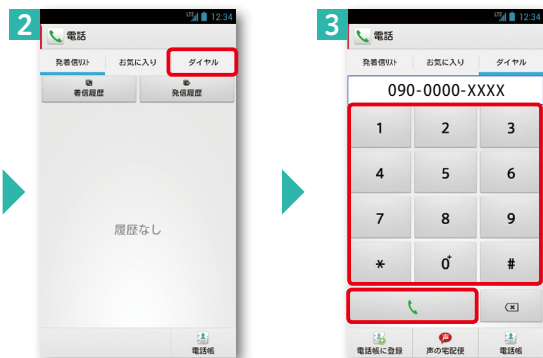 2
LTE 12:34
電話
発着信リスト お気に入り ダイヤル
着信履歴 発信履歴
履歴なし
電話帳
3
LTE 12:34
電話
発着信リスト お気に入り ダイヤル
090-0000-XXXX
1 2 3
4 5 6
7 8 9
* 0+ #
電話帳に登録 声の宅配便 電話帳